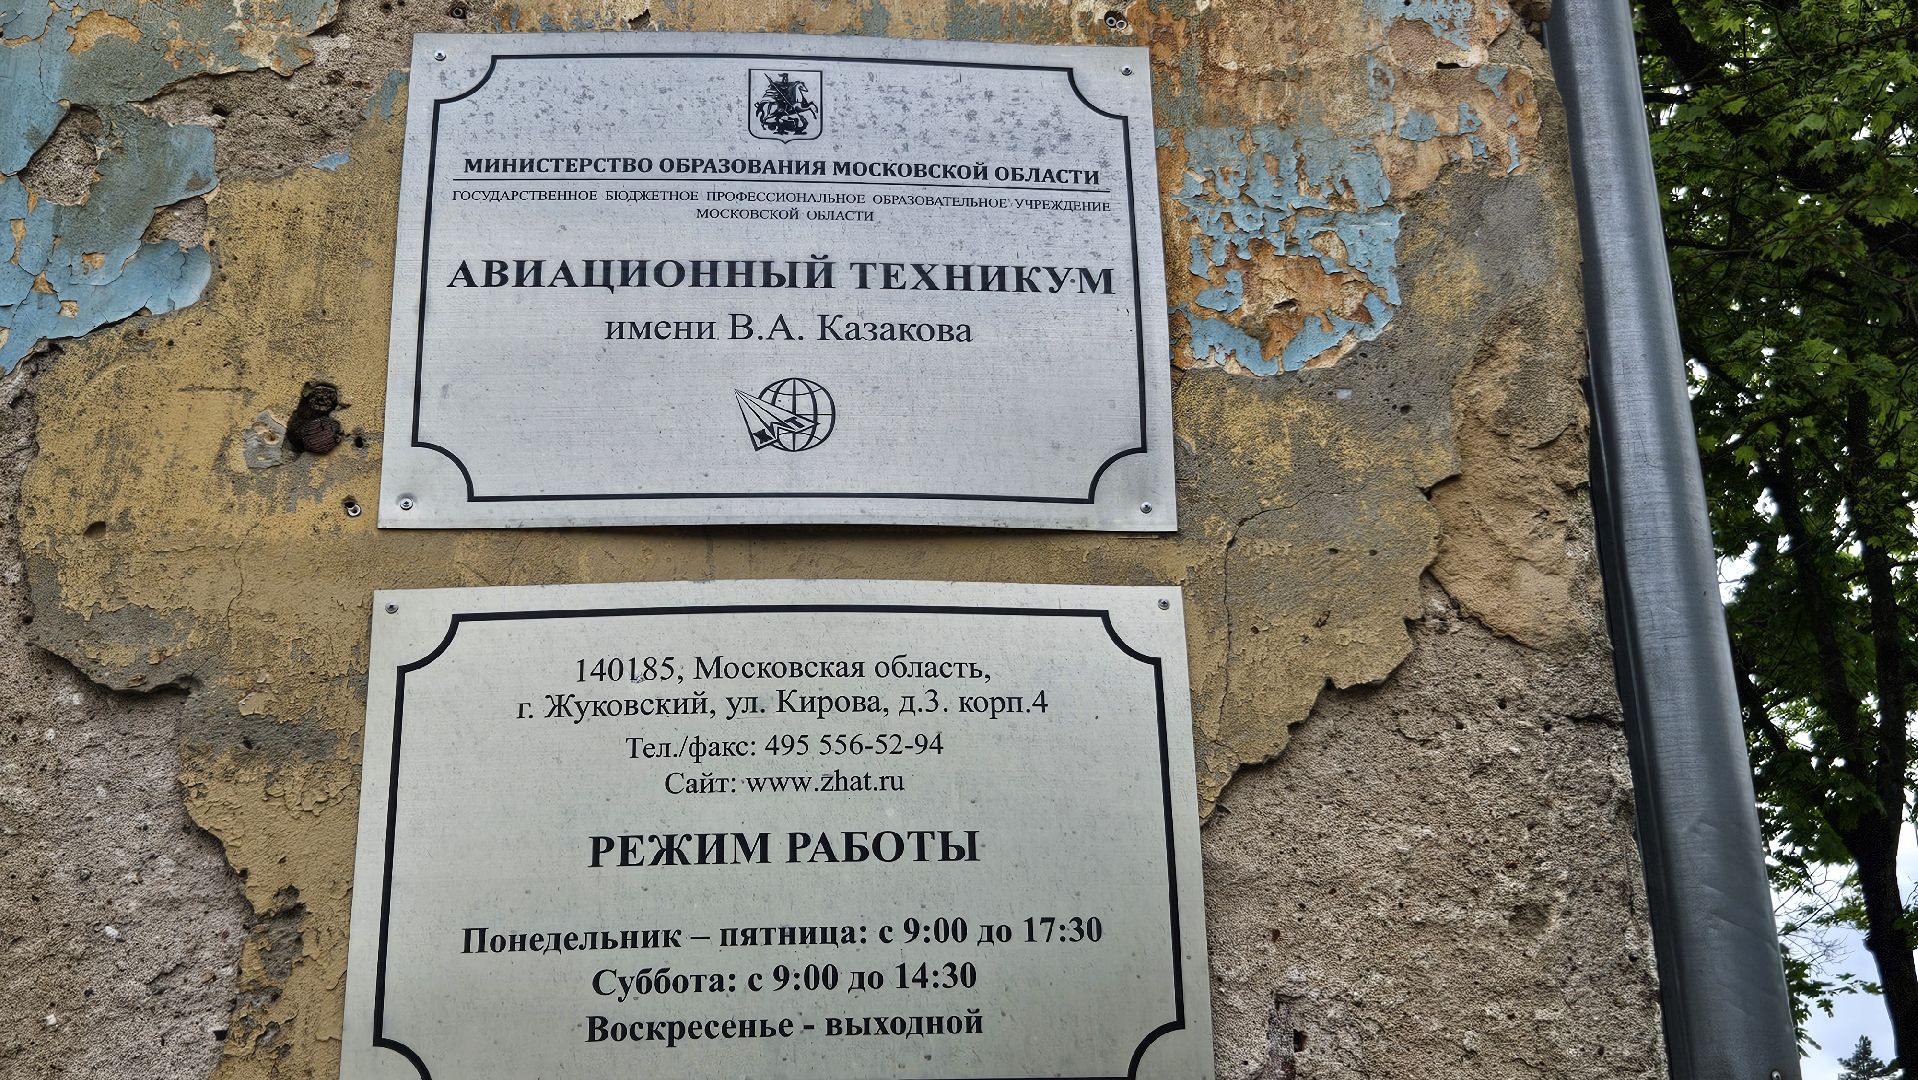 МИНИСТЕРСТВО ОБРАЗОВАНИЯ МОСКОВСКОЙ ОБЛАСТИ
ГОСУДАРСТВЕННОЕ БЮДЖЕТНОЕ ПРОФЕССИОНАЛЬНОЕ ОБРАЗОВАТЕЛЬНОЕ УЧРЕЖДЕНИЕ
МОСКОВСКОЙ ОБЛАСТИ
АВИАЦИОННЫЙ ТЕХНИКУМ
имени В.А. Казакова
140185, Московская область,
г. Жуковский, ул. Кирова, д.3. корп.4
Тел./факс: 495 556-52-94
Сайт: www.zhat.ru
РЕЖИМ РАБОТЫ
Понедельник – пятница: с 9:00 до 17:30
Суббота: с 9:00 до 14:30
Воскресенье - выходной